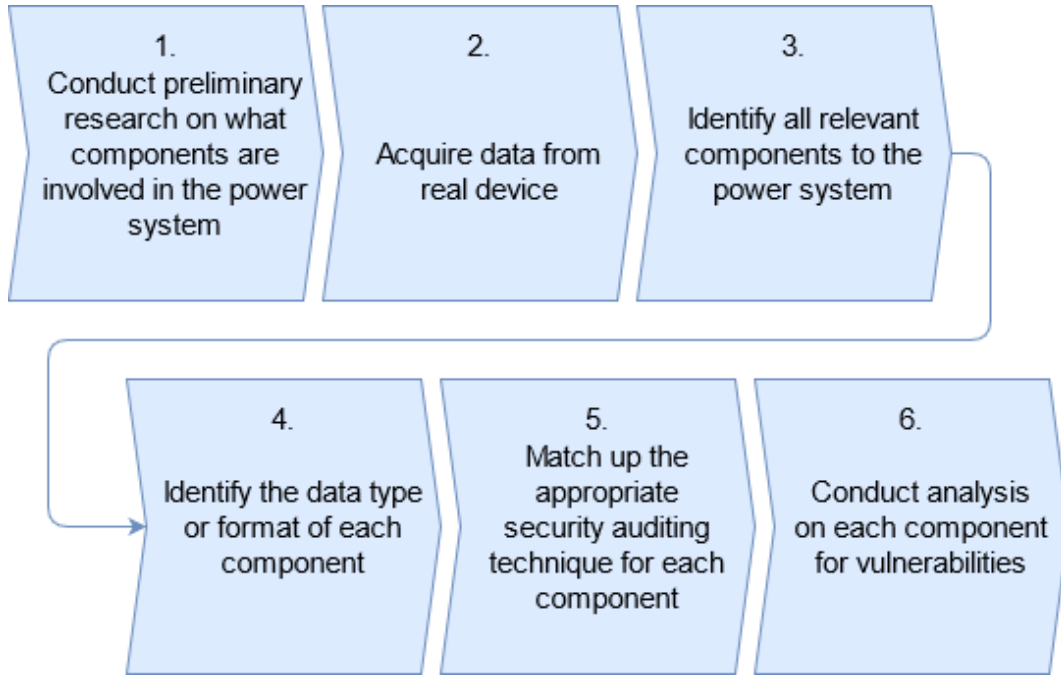 1.
Conduct preliminary
research on what
components are
involved in the power
system
2.
Acquire data from
real device
3.
Identify all relevant
components to the
power system
4.
Identify the data type
or format of each
component
5.
Match up the
appropriate
security auditing
technique for each
component
6.
Conduct analysis
on each component
for vulnerabilities